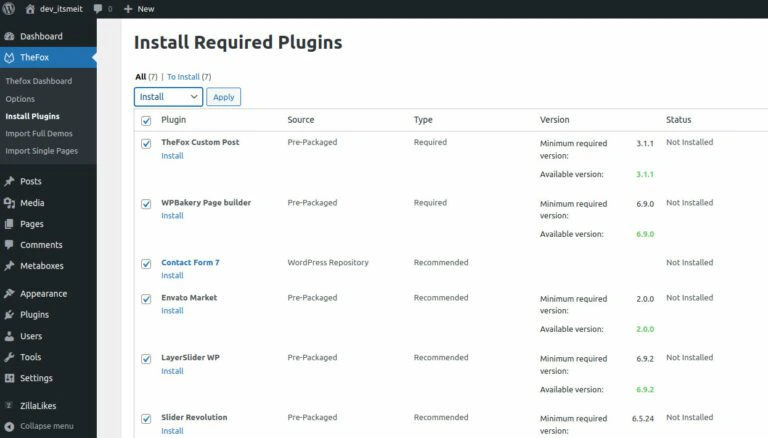 dev_itsmeit 0 + New
Dashboard
TheFox
Thefox Dashboard
Options
Install Plugins
Import Full Demos
Import Single Pages
Posts
Media
Pages
Comments
Metaboxes
Appearance
Plugins
Users
Tools
Settings
ZillaLikes
Collapse menu
Install Required Plugins
All (7) | To Install (7)
Install Apply
Plugin Source Type Version Status
TheFox Custom Post Pre-Packaged Required Minimum required 3.1.1 Not Installed
Install version:
Available version: 3.1.1
WPBakery Page builder Pre-Packaged Required Minimum required 6.9.0 Not Installed
Install version:
Available version: 6.9.0
Contact Form 7 WordPress Repository Recommended Not Installed
Install
Envato Market Pre-Packaged Recommended Minimum required 2.0.0 Not Installed
Install version:
Available version: 2.0.0
LayerSlider WP Pre-Packaged Recommended Minimum required 6.9.2 Not Installed
Install version:
Available version: 6.9.2
Slider Revolution Pre-Packaged Recommended Minimum required 6.5.24 Not Installed
Install version: